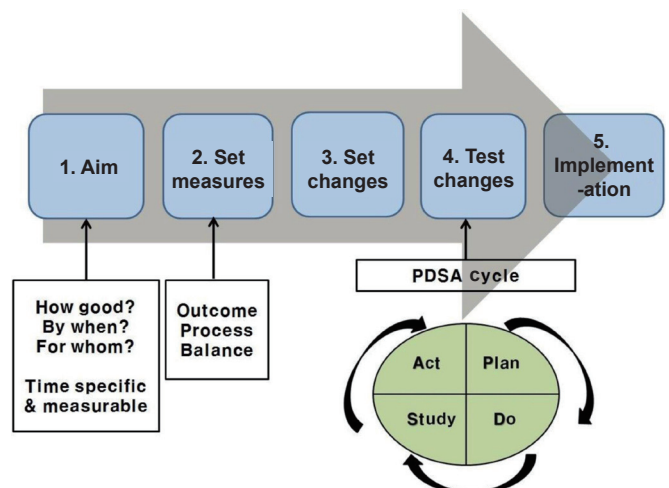 1. Aim
2. Set
measures
3. Set
changes
4. Test
changes
5.
Implement
-ation
How good?
By when?
For whom?
Time specific
& measurable
Outcome
Process
Balance
PDSA Cycle
Act
Plan
Study
Do